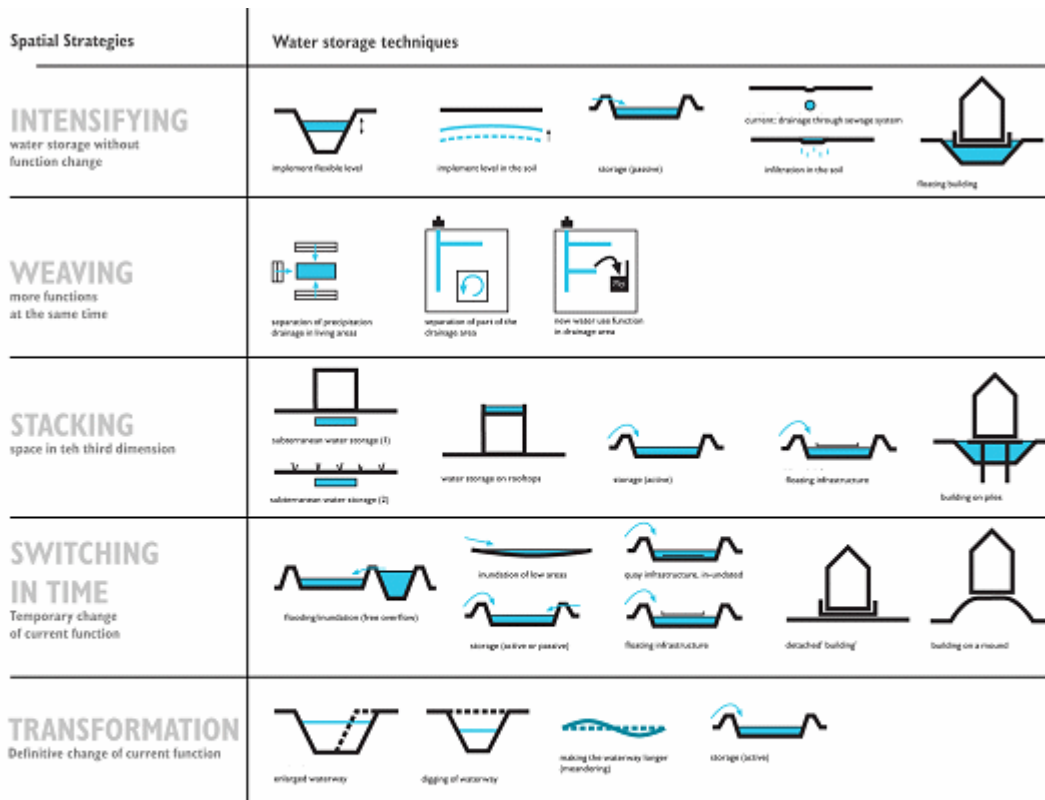 Spatial Strategies
Water storage techniques
INTENSIFYING
water storage without
function change
implement flexible level
implement level in the soil
storage (passive)
current: drainage through sewage system
infiltration in the soil
floating building
WEAVING
more functions
at the same time
separation of precipitation
drainage in living areas
separation of part of the
drainage area
new water use function
in drainage area
STACKING
space in teh third dimension
subterranean water storage (1)
subterranean water storage (2)
water storage on rooftops
storage (active)
floating infrastructure
building on piles
SWITCHING
IN TIME
Temporary change
of current function
flooding/inundation (free overflow)
inundation of low areas
storage (active or passive)
quay infrastructure, in-undated
floating infrastructure
detached 'building'
building on a mound
TRANSFORMATION
Definitive change of current function
enlarged waterway
digging of waterway
making the waterway longer
(meandering)
storage (active)